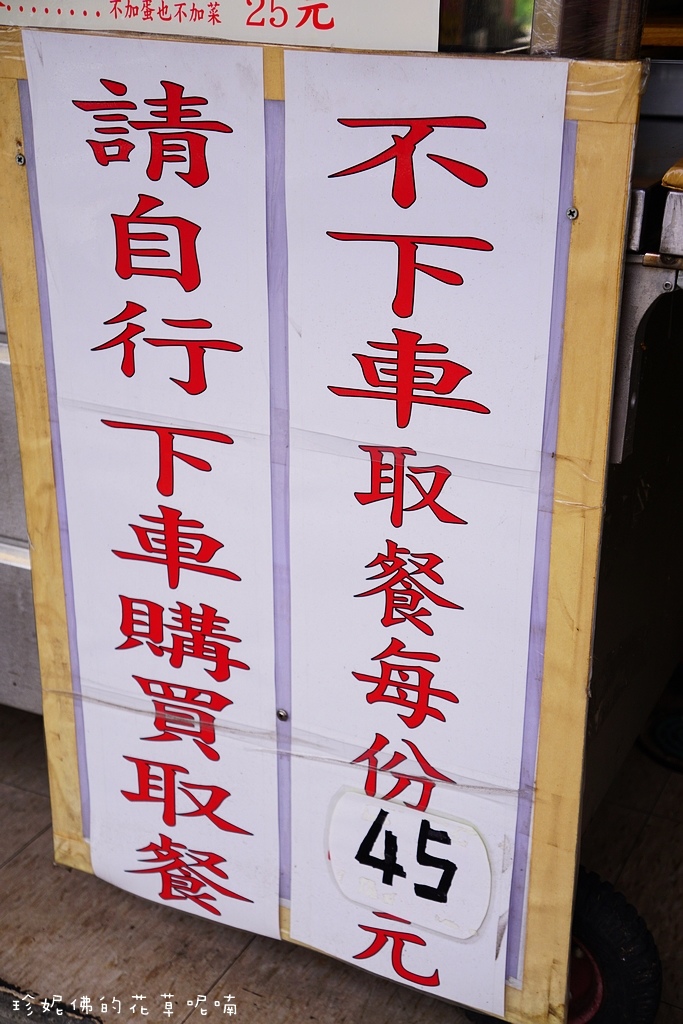 ........不加蛋也不加菜 25元
不下車取餐每份45元
請自行下車購買取餐
珍妮佛的花草呢喃